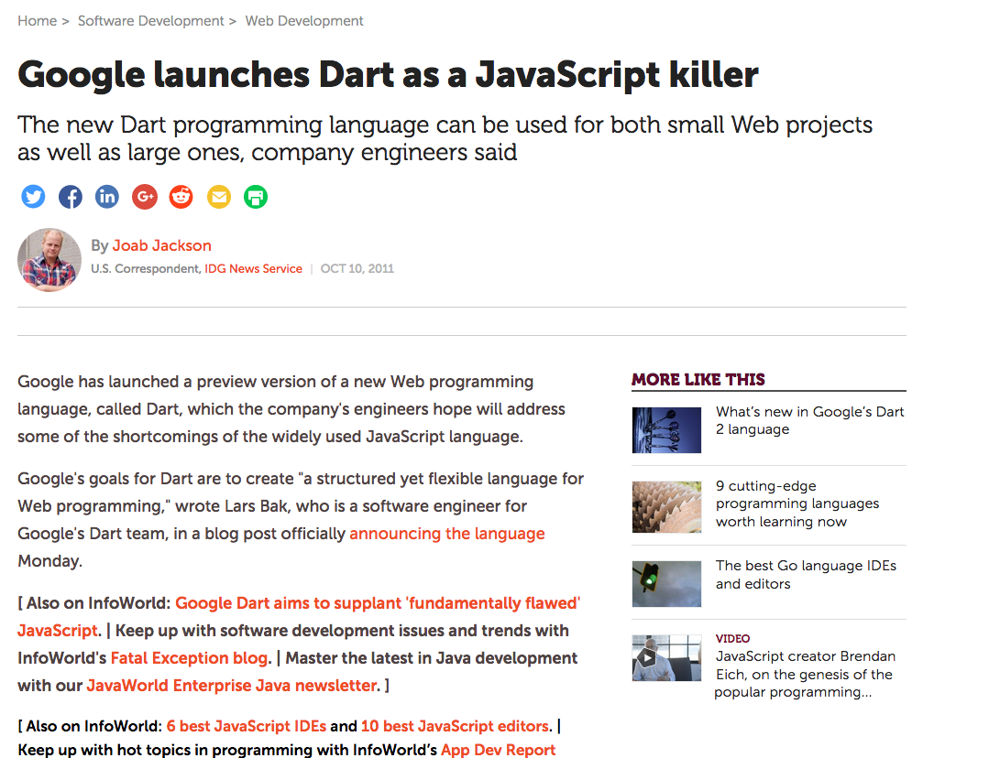 Home > Software Development > Web Development
Google launches Dart as a JavaScript killer
The new Dart programming language can be used for both small Web projects
as well as large ones, company engineers said
G+
By Joab Jackson
U.S. Correspondent, IDG News Service | OCT 10, 2011
Google has launched a preview version of a new Web programming
language, called Dart, which the company's engineers hope will address
some of the shortcomings of the widely used JavaScript language.
Google's goals for Dart are to create "a structured yet flexible language for
Web programming," wrote Lars Bak, who is a software engineer for
Google's Dart team, in a blog post officially announcing the language
Monday.
[ Also on InfoWorld: Google Dart aims to supplant 'fundamentally flawed'
JavaScript. | Keep up with software development issues and trends with
InfoWorld's Fatal Exception blog. | Master the latest in Java development
with our JavaWorld Enterprise Java newsletter. ]
[ Also on InfoWorld: 6 best JavaScript IDEs and 10 best JavaScript editors. |
Keep up with hot topics in programming with InfoWorld’s App Dev Report
MORE LIKE THIS
What’s new in Google’s Dart
2 language
9 cutting-edge
programming languages
worth learning now
The best Go language IDEs
and editors
VIDEO
JavaScript creator Brendan
Eich, on the genesis of the
popular programming...